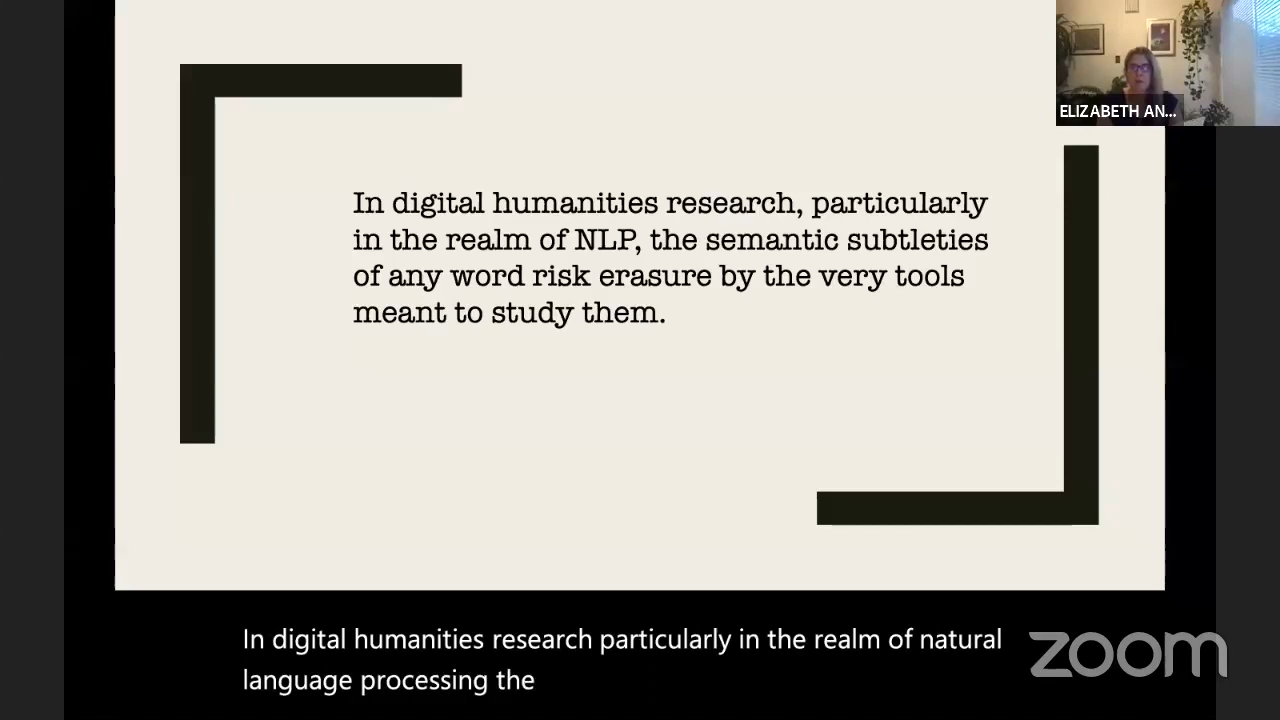 ELIZABETH AN...
In digital humanities research, particularly
in the realm of NLP, the semantic subtleties
of any word risk erasure by the very tools
meant to study them.
In digital humanities research particularly in the realm of natural
language processing the
zoom